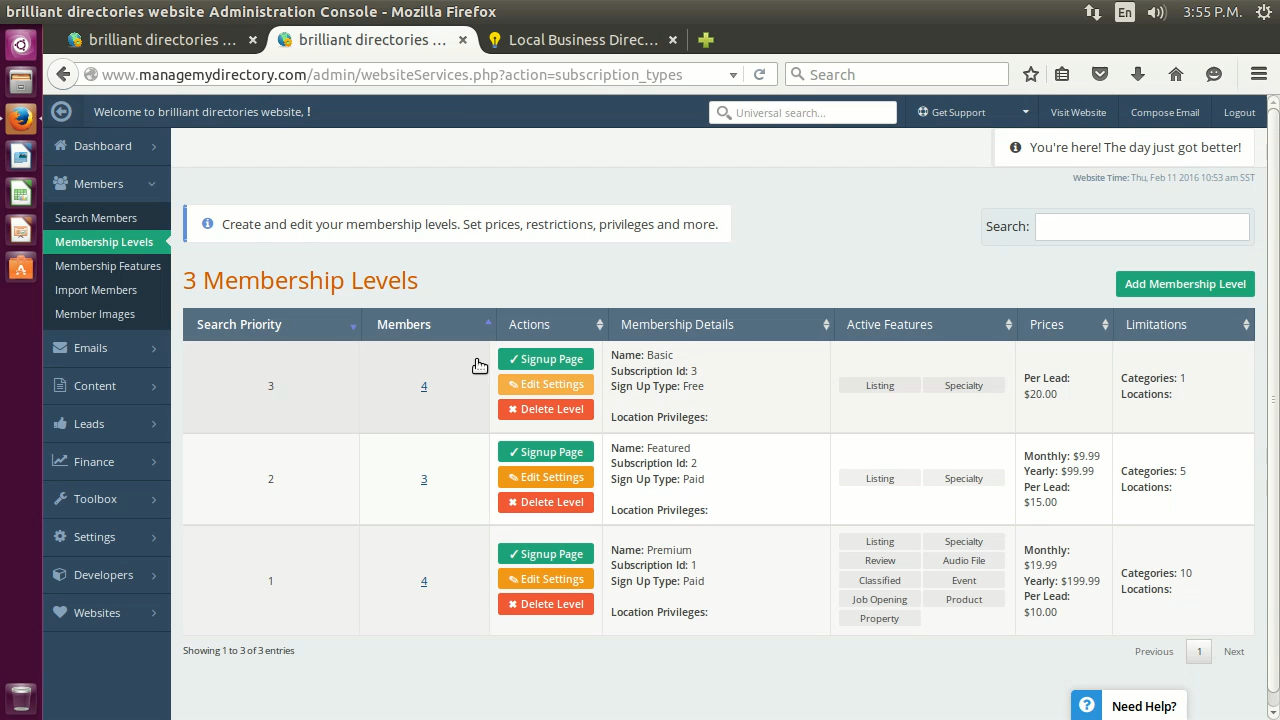 brilliant directories website Administration Console - Mozilla Firefox
En
3:55 P.M.
brilliant directories ...
brilliant directories ...
Local Business Direc...
www.managemydirectory.com/admin/websiteServices.php?action=subscription_types
Search
Welcome to brilliant directories website, !
Universal search...
Get Support
Visit Website
Compose Email
Logout
Dashboard
Members
Search Members
Membership Levels
Membership Features
Import Members
Member Images
Emails
Content
Leads
Finance
Toolbox
Settings
Developers
Websites
You're here! The day just got better!
Website Time: Thu, Feb 11 2016 10:53 am SST
Create and edit your membership levels. Set prices, restrictions, privileges and more.
Search:
3 Membership Levels
Add Membership Level
Search Priority
Members
Actions
Membership Details
Active Features
Prices
Limitations
3
4
Signup Page
Edit Settings
Delete Level
Name: Basic
Subscription Id: 3
Sign Up Type: Free
Location Privileges:
Listing
Specialty
Per Lead:
$20.00
Categories: 1
Locations:
2
3
Signup Page
Edit Settings
Delete Level
Name: Featured
Subscription Id: 2
Sign Up Type: Paid
Location Privileges:
Listing
Specialty
Monthly: $9.99
Yearly: $99.99
Per Lead:
$15.00
Categories: 5
Locations:
1
4
Signup Page
Edit Settings
Delete Level
Name: Premium
Subscription Id: 1
Sign Up Type: Paid
Location Privileges:
Listing
Specialty
Review
Audio File
Classified
Event
Job Opening
Product
Property
Monthly:
$19.99
Yearly: $199.99
Per Lead:
$10.00
Categories: 10
Locations:
Showing 1 to 3 of 3 entries
Previous
1
Next
Need Help?